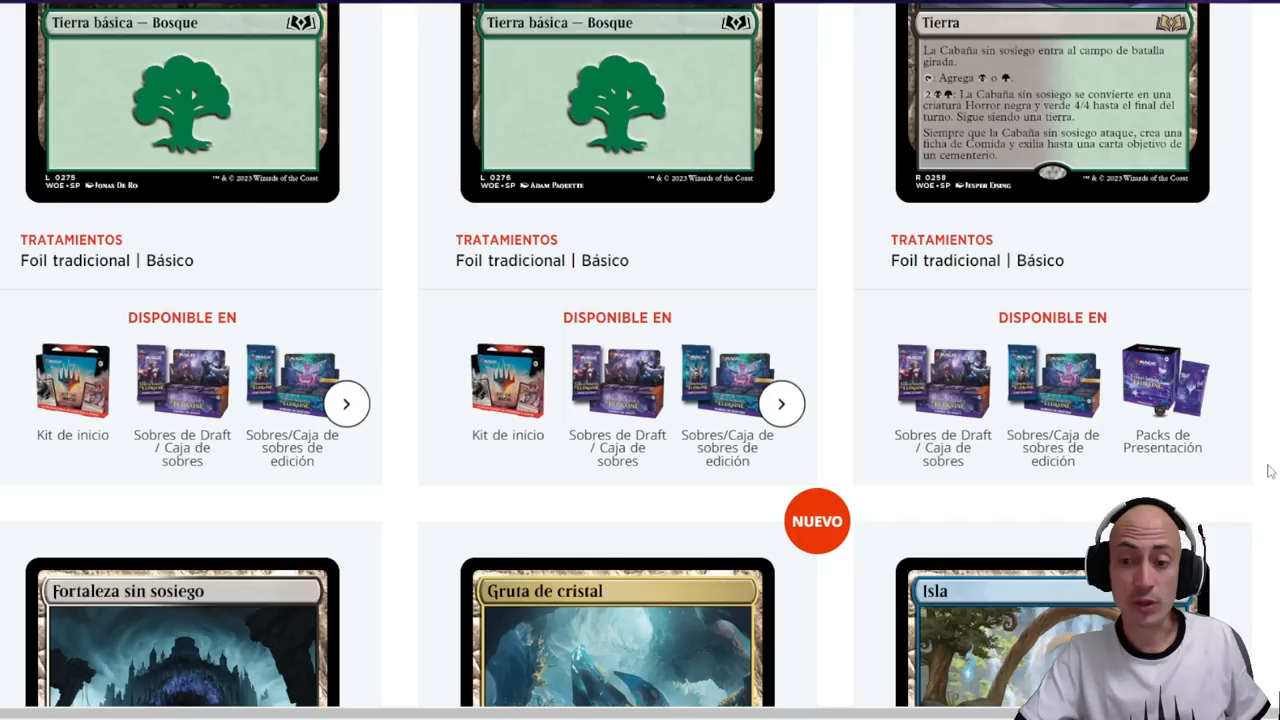 Tierra básica — Bosque
L 0275
WOE • SP JONAS DE RO
™ & © 2023 Wizards of the Coast
TRATAMIENTOS
Foil tradicional | Básico
DISPONIBLE EN
Kit de inicio
Sobres de Draft
/ Caja de
sobres
Sobres/Caja de
sobres de
edición
Tierra básica — Bosque
L 0276
WOE • SP ADAM PAQUETTE
™ & © 2023 Wizards of the Coast
TRATAMIENTOS
Foil tradicional | Básico
DISPONIBLE EN
Kit de inicio
Sobres de Draft
/ Caja de
sobres
Sobres/Caja de
sobres de
edición
Tierra
La Cabaña sin sosiego entra al campo de batalla
girada.
: Agrega o .
2 : La Cabaña sin sosiego se convierte en una
criatura Horror negra y verde 4/4 hasta el final del
turno. Sigue siendo una tierra.
Siempre que la Cabaña sin sosiego ataque, crea una
ficha de Comida y exilia hasta una carta objetivo de
un cementerio.
R 0258
WOE • SP JESPER EJSING
™ & © 2023 Wizards of the Coast
TRATAMIENTOS
Foil tradicional | Básico
DISPONIBLE EN
Sobres de Draft
/ Caja de
sobres
Sobres/Caja de
sobres de
edición
Packs de
Presentación
Fortaleza sin sosiego
NUEVO
Gruta de cristal
Isla